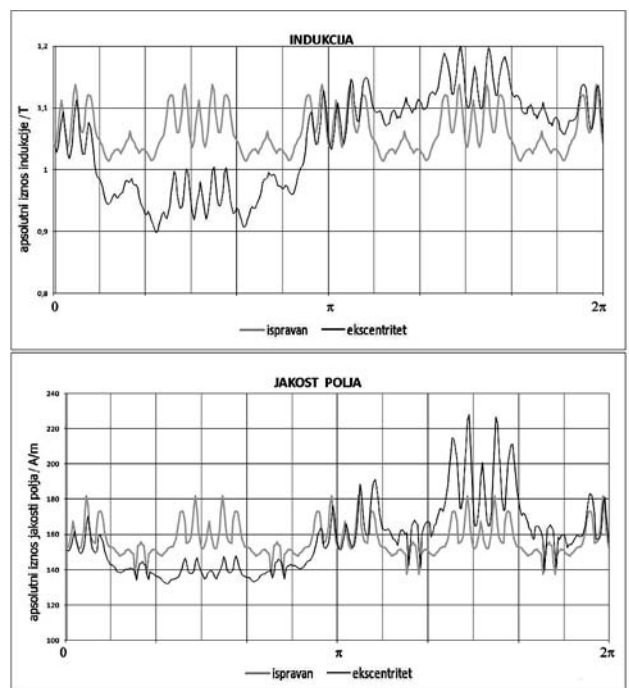 INDUKCIJA
apsolutni iznos indukcije / T
1,2
1,1
1
0,9
0,8
0
π
2π
ispravan
ekscentritet
JAKOST POLJA
apsolutni iznos jakosti polja / A/m
240
220
200
180
160
140
120
100
0
π
2π
ispravan
ekscentritet